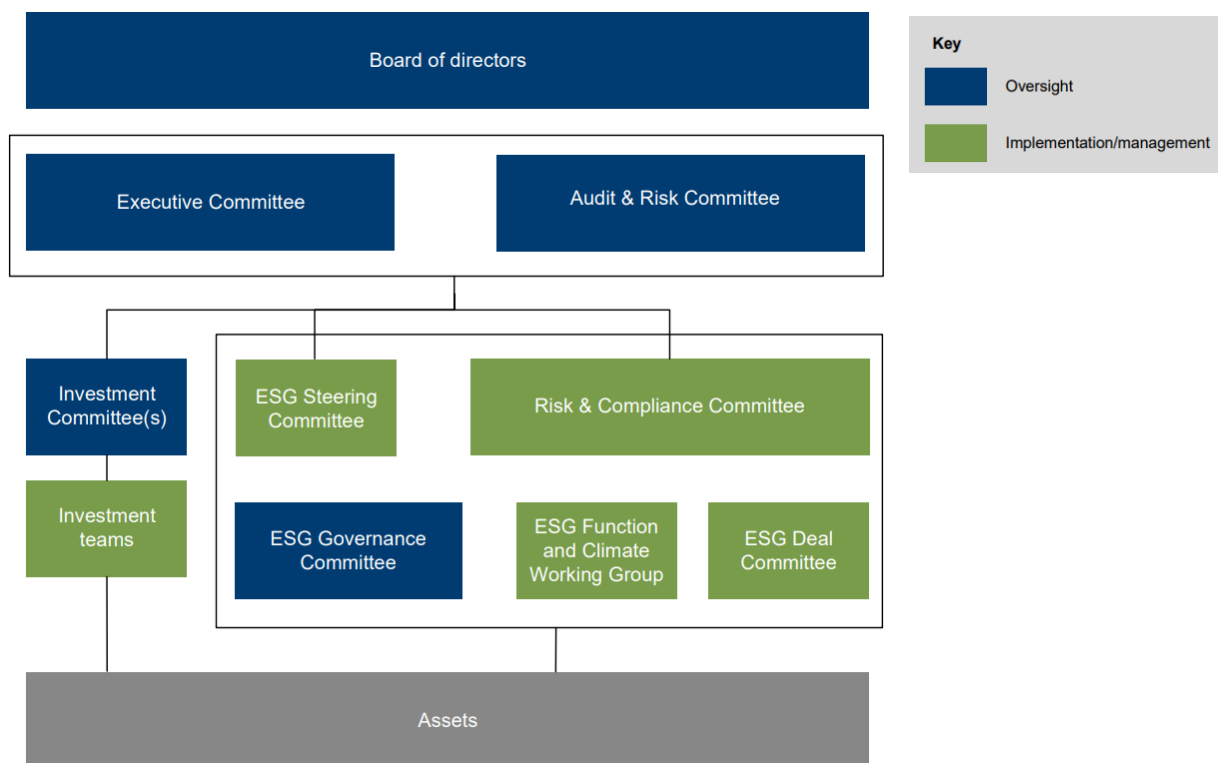 Board of directors
Key
Oversight
Implementation/management
Executive Committee
Audit & Risk Committee
Investment
Committee(s)
ESG Steering
Committee
Risk & Compliance Committee
Investment
teams
ESG Governance
Committee
ESG Function
and Climate
Working Group
ESG Deal
Committee
Assets